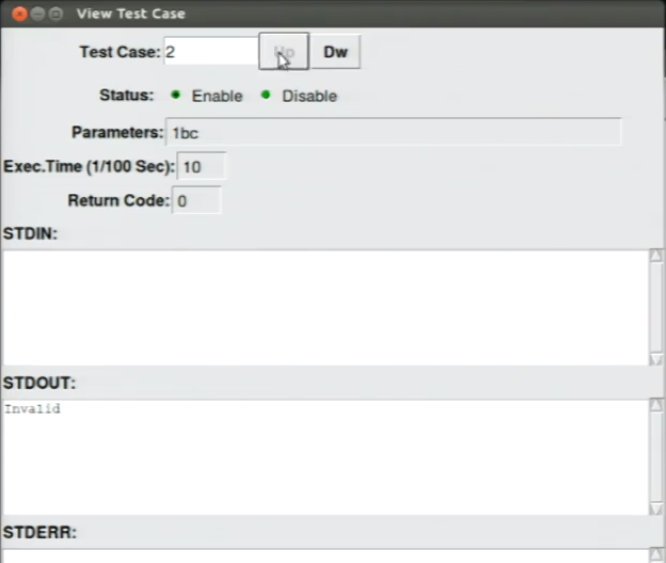 View Test Case
Test Case: 2 Up Dw
Status: Enable Disable
Parameters: 1bc
Exec.Time (1/100 Sec): 10
Return Code: 0
STDIN:
STDOUT:
Invalid
STDERR: